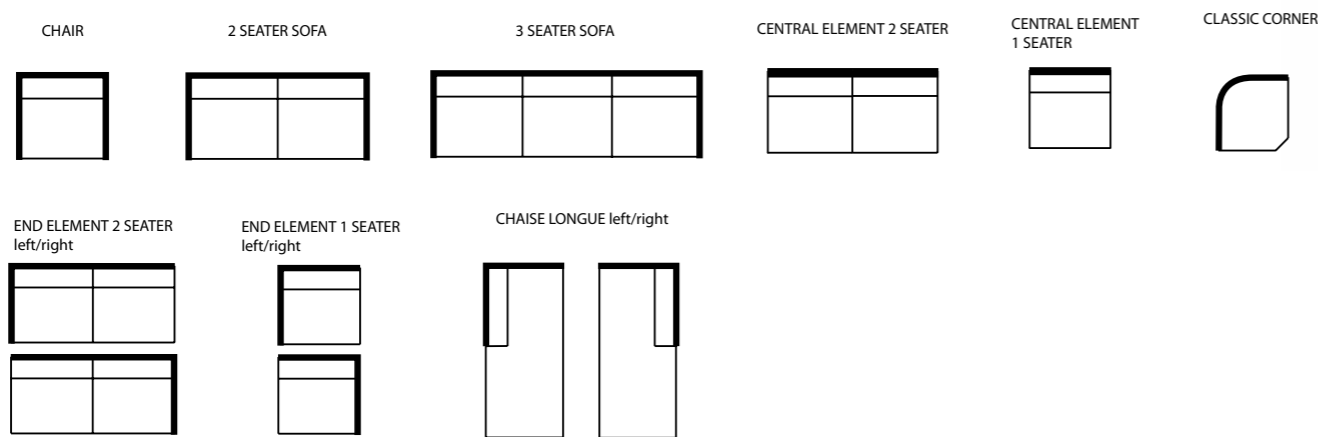 CHAIR
2 SEATER SOFA
3 SEATER SOFA
CENTRAL ELEMENT 2 SEATER
CENTRAL ELEMENT
1 SEATER
CLASSIC CORNER
END ELEMENT 2 SEATER
left/right
END ELEMENT 1 SEATER
left/right
CHAISE LONGUE left/right